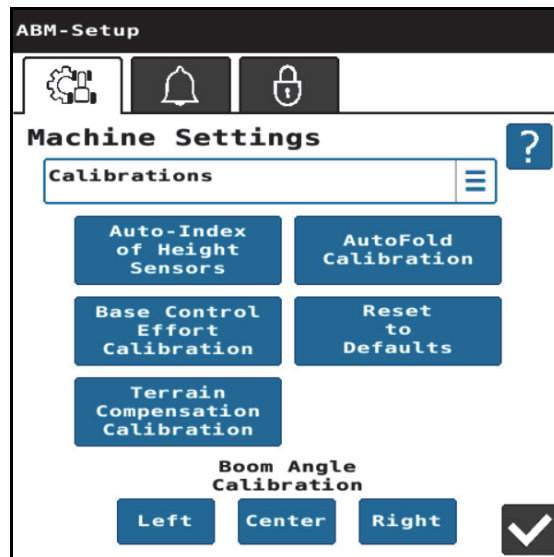 ABM-Setup
Machine Settings
?
Calibrations
Auto-Index
of Height
Sensors
AutoFold
Calibration
Base Control
Effort
Calibration
Reset
to
Defaults
Terrain
Compensation
Calibration
Boom Angle
Calibration
Left
Center
Right